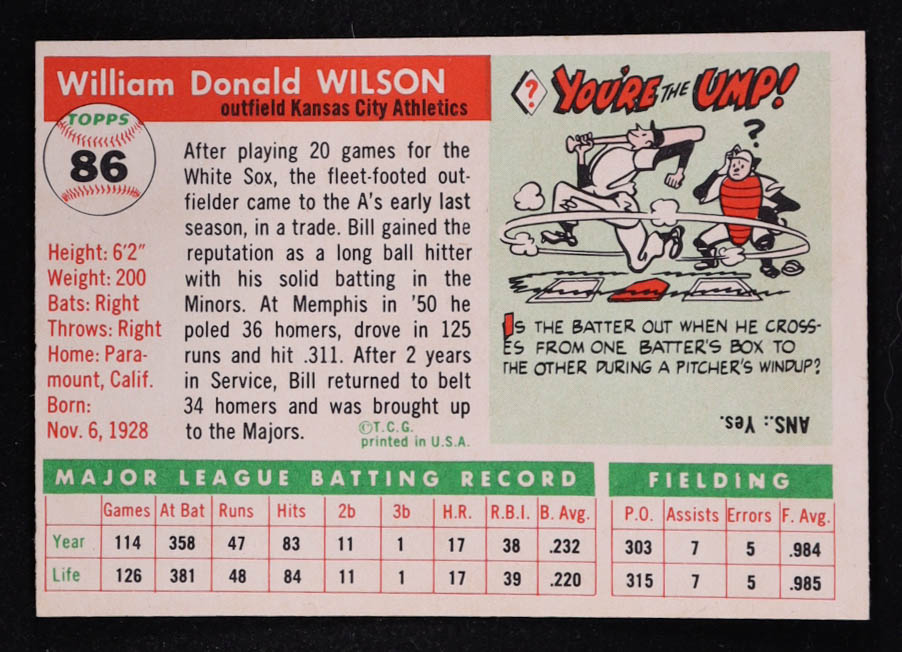 William Donald WILSON
outfield Kansas City Athletics
TOPPS
86
Height: 6'2"
Weight: 200
Bats: Right
Throws: Right
Home: Para-
mount, Calif.
Born:
Nov. 6, 1928
After playing 20 games for the
White Sox, the fleet-footed out-
fielder came to the A's early last
season, in a trade. Bill gained the
reputation as a long ball hitter
with his solid batting in the
Minors. At Memphis in '50 he
poled 36 homers, drove in 125
runs and hit .311. After 2 years
in Service, Bill returned to belt
34 homers and was brought up
to the Majors.
©T.C.G.
printed in U.S.A.
?
YOU'RE THE UMP!
?
IS THE BATTER OUT WHEN HE CROSS-
ES FROM ONE BATTER'S BOX TO
THE OTHER DURING A PITCHER'S WINDUP?
ANS.: Yes.
MAJOR LEAGUE BATTING RECORD
Games At Bat Runs Hits 2b 3b H.R. R.B.I. B. Avg.
Year 114 358 47 83 11 1 17 38 .232
Life 126 381 48 84 11 1 17 39 .220
FIELDING
P.O. Assists Errors F. Avg.
303 7 5 .984
315 7 5 .985